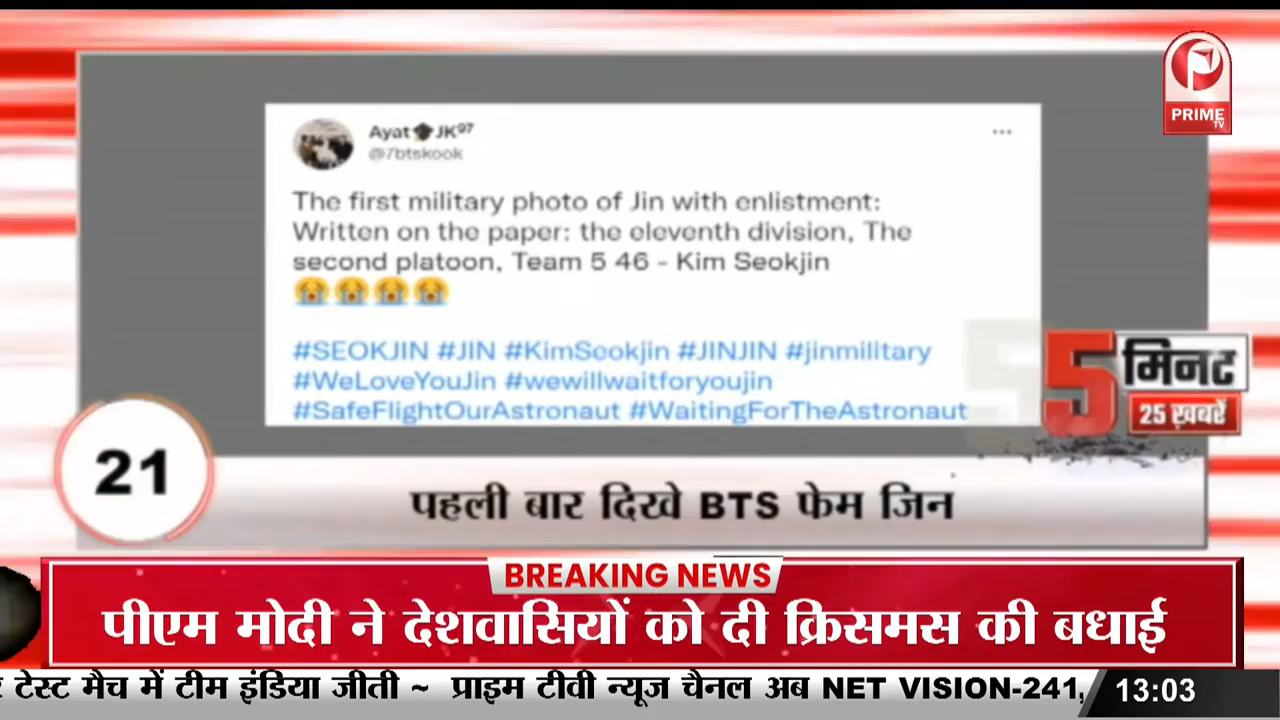 PRIME
TV
Ayat JK97
@7btskook
The first military photo of Jin with enlistment:
Written on the paper: the eleventh division, The
second platoon, Team 5 46 - Kim Seokjin
#SEOKJIN #JIN #KimSeokjin #JINJIN #jinmilitary
#WeLoveYouJin #wewillwaitforyoujin
#SafeFlightOurAstronaut #WaitingForTheAstronaut
5 मिनट
25 ख़बरें
21
पहली बार दिखे BTS फेम जिन
BREAKING NEWS
पीएम मोदी ने देशवासियों को दी क्रिसमस की बधाई
टेस्ट मैच में टीम इंडिया जीती ~ प्राइम टीवी न्यूज चैनल अब NET VISION-241,
13:03